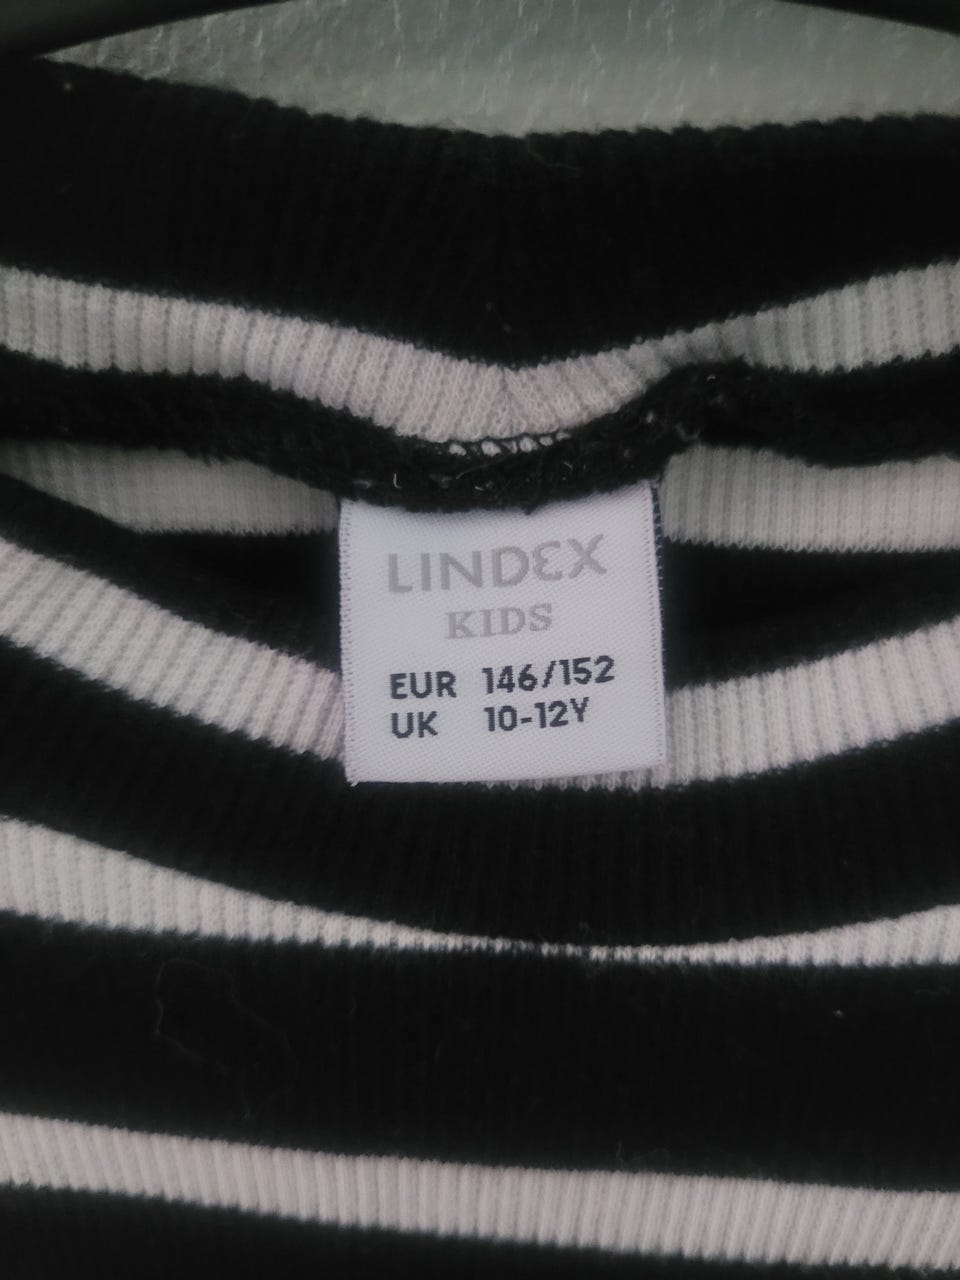 LINDEX
KIDS
EUR 146/152
UK 10-12Y